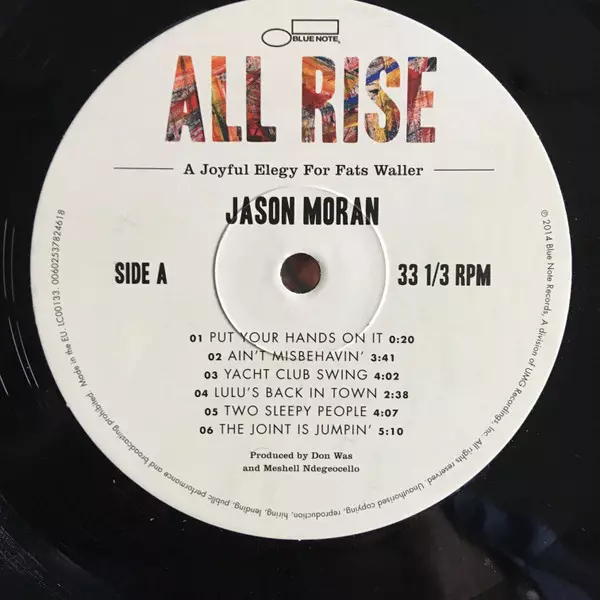 BLUE NOTE
ALL RISE
A Joyful Elegy For Fats Waller
JASON MORAN
SIDE A
33 1/3 RPM
01 PUT YOUR HANDS ON IT 0:20
02 AIN'T MISBEHAVIN' 3:41
03 YACHT CLUB SWING 4:02
04 LULU'S BACK IN TOWN 2:38
05 TWO SLEEPY PEOPLE 4:07
06 THE JOINT IS JUMPIN' 5:10
Produced by Don Was
and Meshell Ndegeocello
℗ 2014 Blue Note Records, A division of UMG Recordings, Inc. All rights reserved. Unauthorised copying, reproduction, hiring, lending, public performance and broadcasting prohibited. Made in the EU. LC00133. 00602537824618